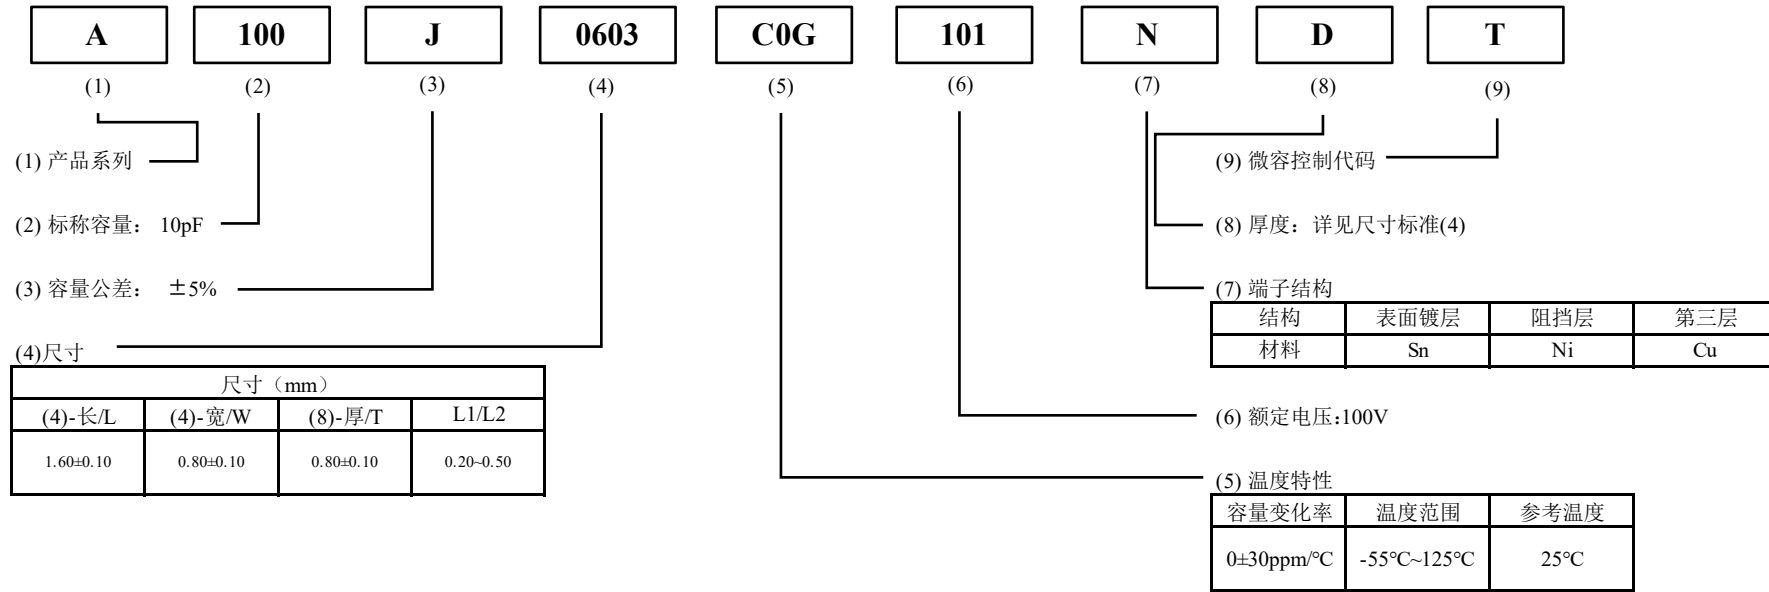 A 100 J 0603 C0G 101 N D T
(1) (2) (3) (4) (5) (6) (7) (8) (9)
(1) 产品系列
(2) 标称容量： 10pF
(3) 容量公差： ±5%
(4)尺寸
尺寸（mm）
(4)-长/L (4)-宽/W (8)-厚/T L1/L2
1.60±0.10 0.80±0.10 0.80±0.10 0.20~0.50
(9) 微容控制代码
(8) 厚度：详见尺寸标准(4)
(7) 端子结构
结构 表面镀层 阻挡层 第三层
材料 Sn Ni Cu
(6) 额定电压:100V
(5) 温度特性
容量变化率 温度范围 参考温度
0±30ppm/℃ -55℃~125℃ 25℃